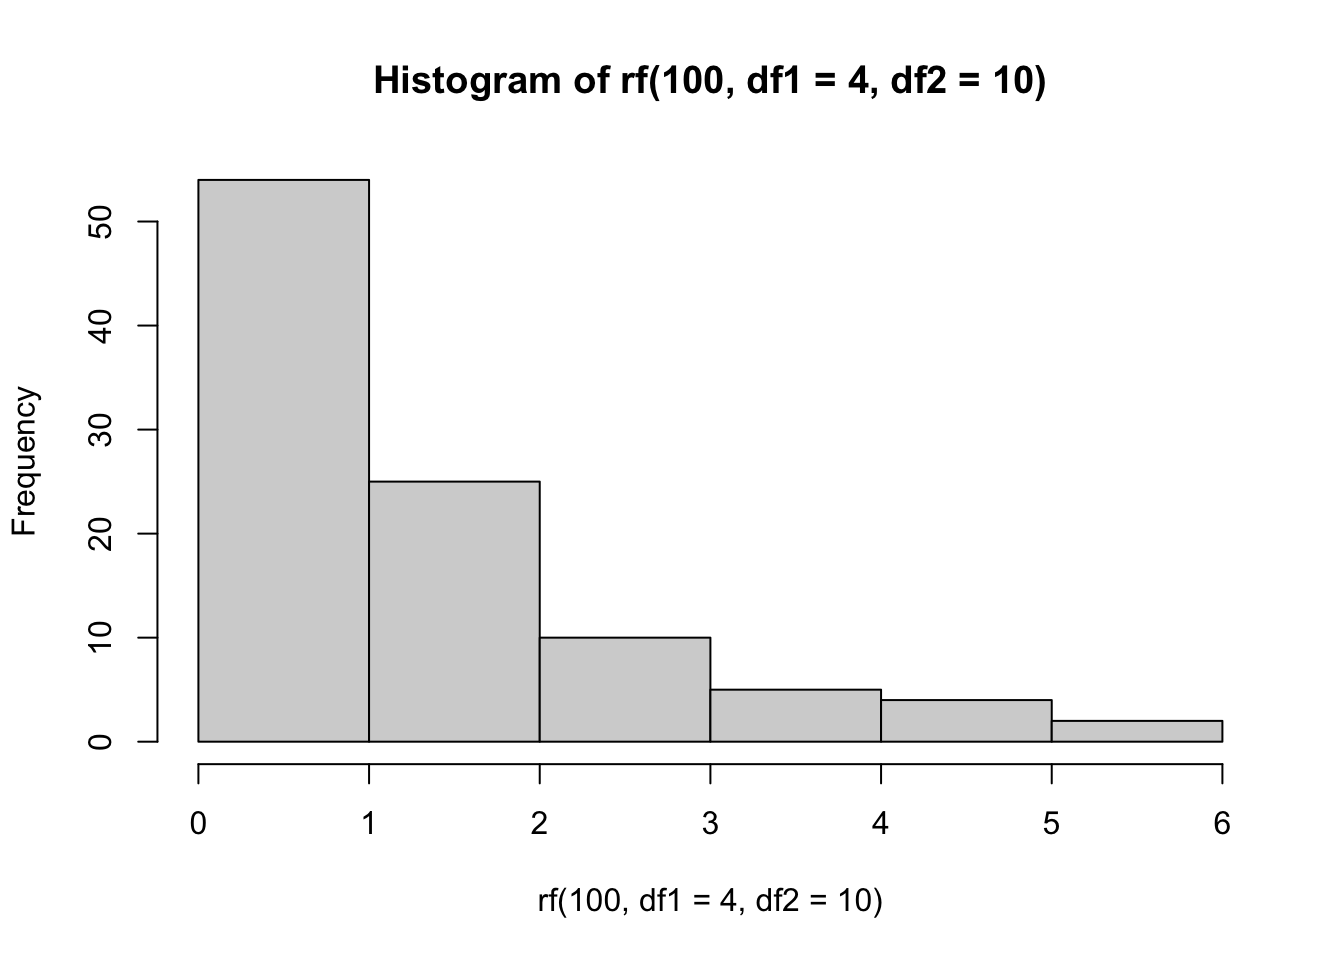 Histogram of rf(100, df1 = 4, df2 = 10)
Frequency
50
40
30
20
10
0
0 1 2 3 4 5 6
rf(100, df1 = 4, df2 = 10)